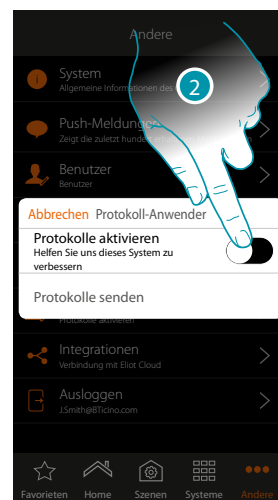 Andere
System
Allgemeine Informationen des
2
Push-Meldungen
Zeigt die zuletzt hundert
Benutzer
Benutzer
Abbrechen Protokoll-Anwender
Protokolle aktivieren
Helfen Sie uns dieses System zu
verbessern
Protokolle senden
Protokolle aktivieren
Integrationen
Verbindung mit Eliot Cloud
Ausloggen
J.Smith@BTicino.com
Favoriten Home Szenen Systeme Andere